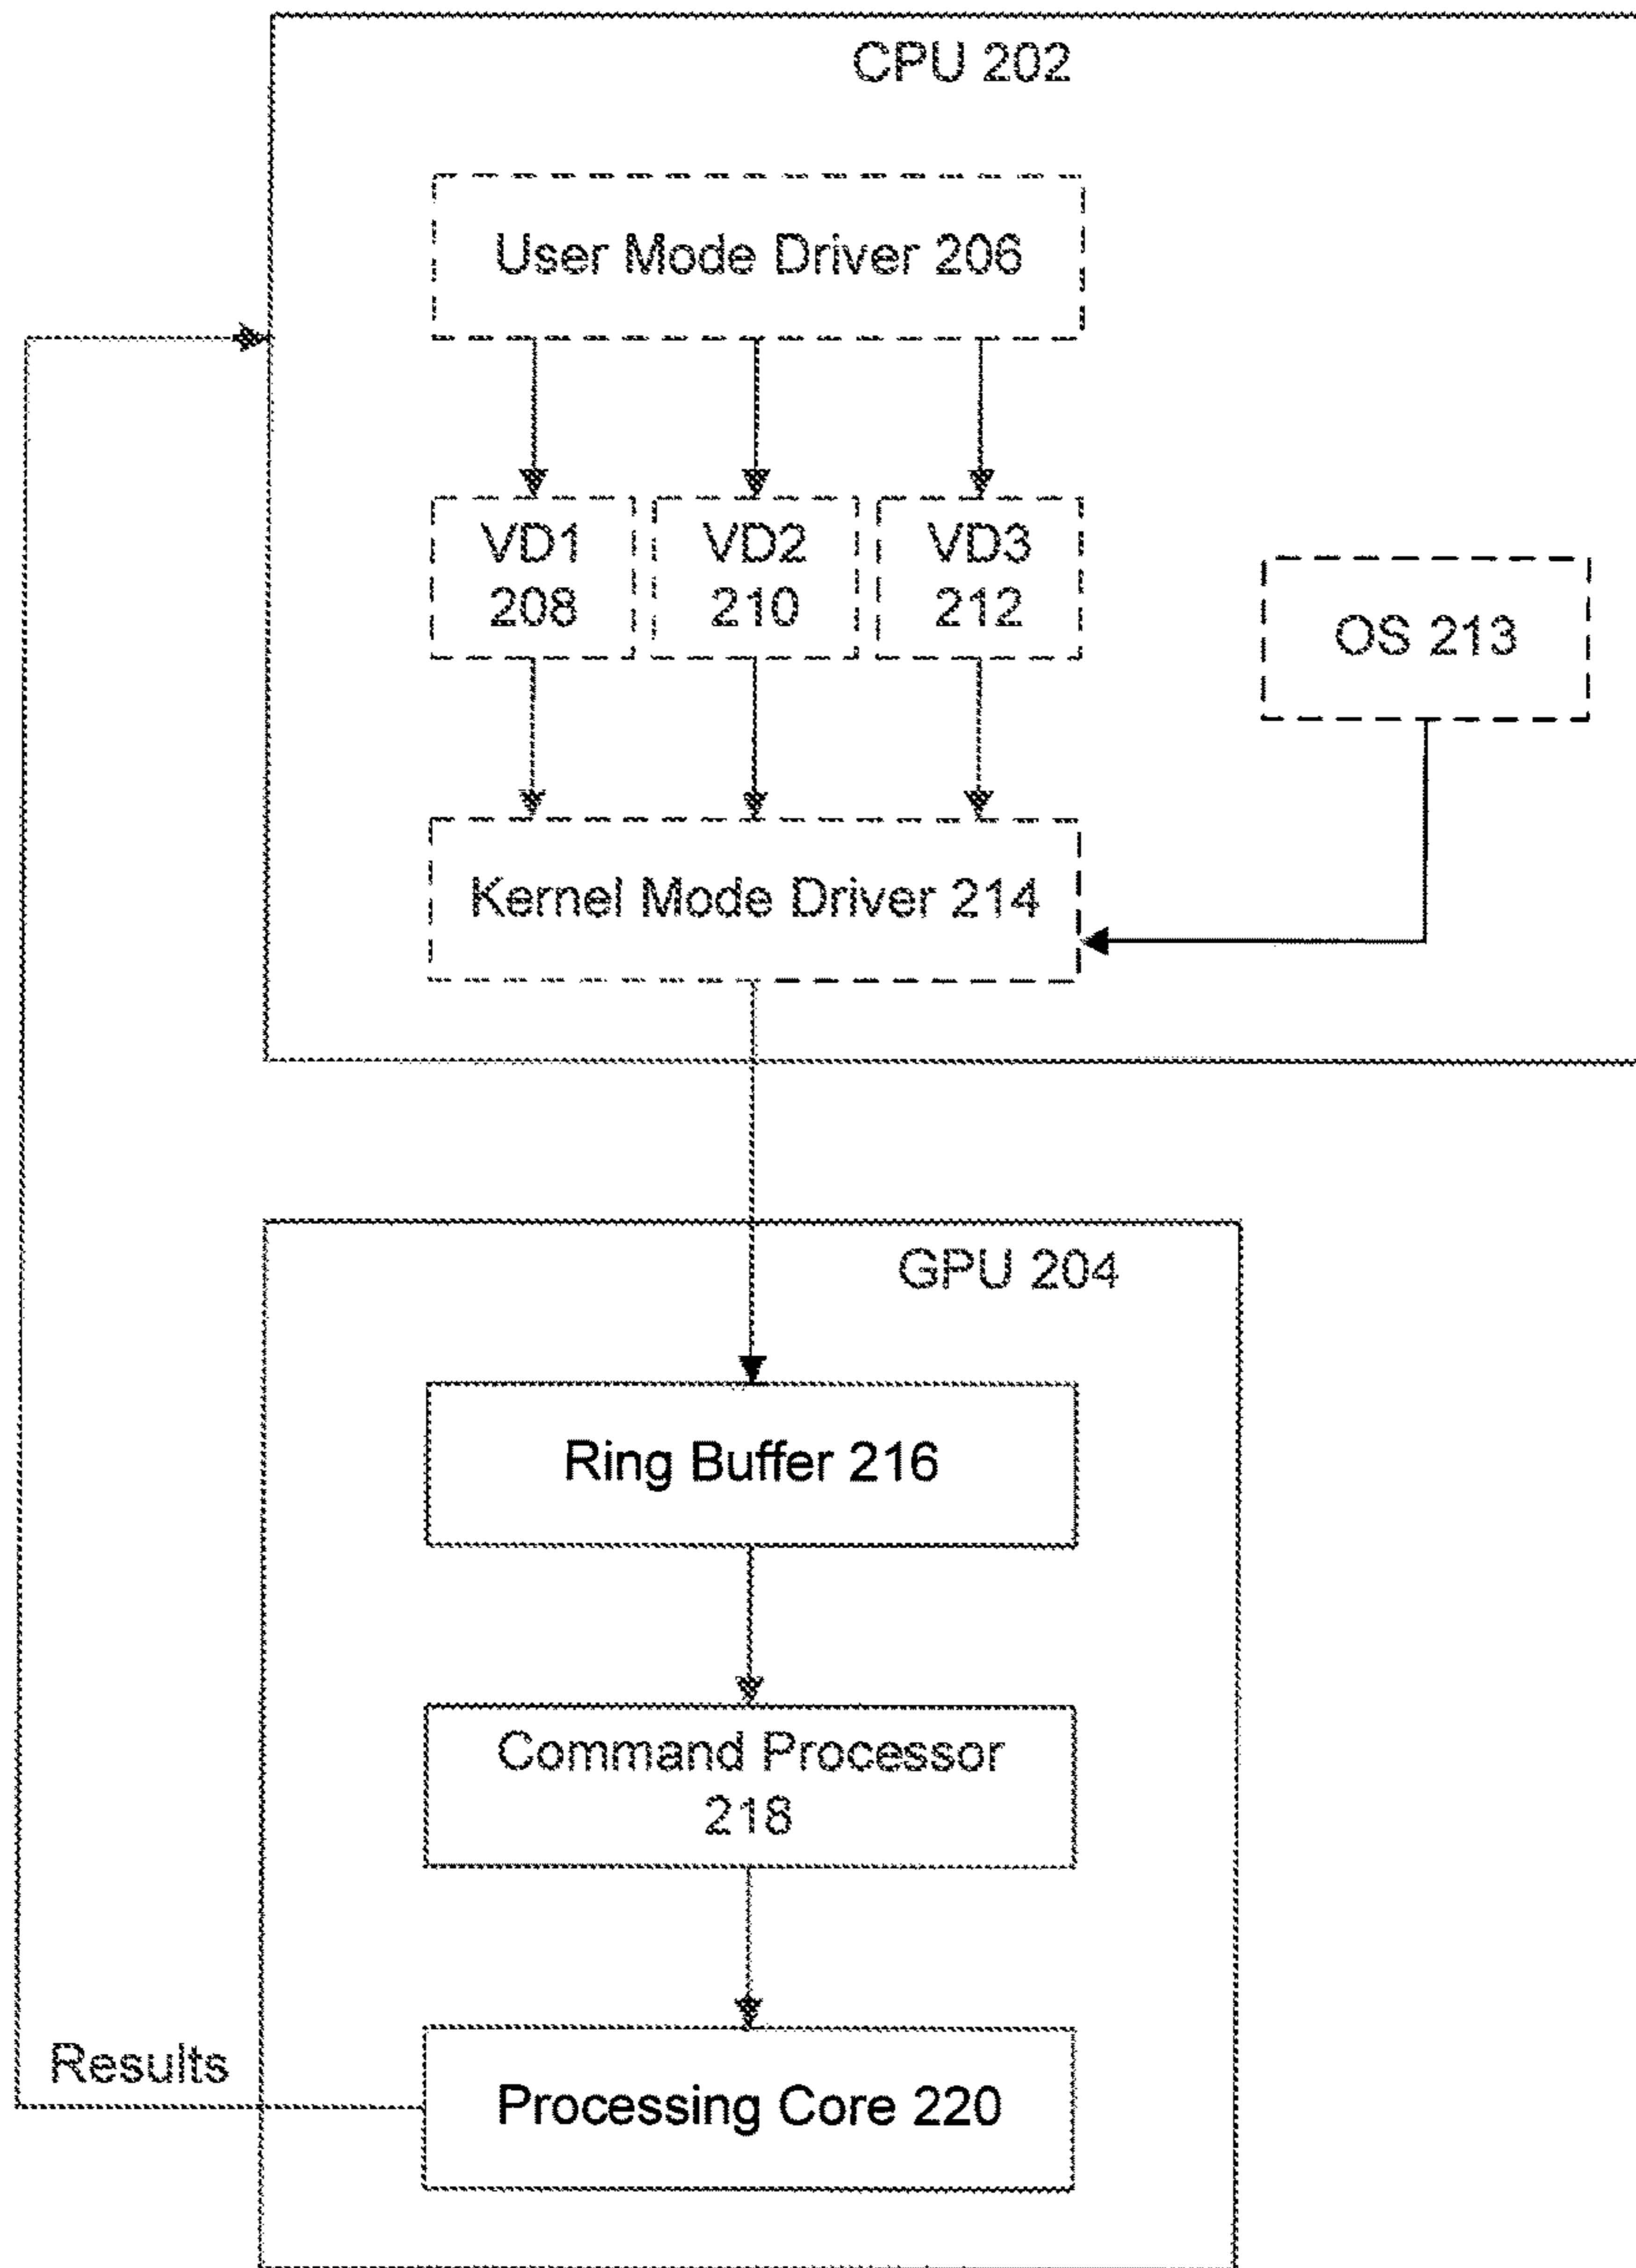 CPU 202
User Mode Driver 206
VD1
208
VD2
210
VD3
212
OS 213
Kernel Mode Driver 214
GPU 204
Ring Buffer 216
Command Processor
218
Results
Processing Core 220